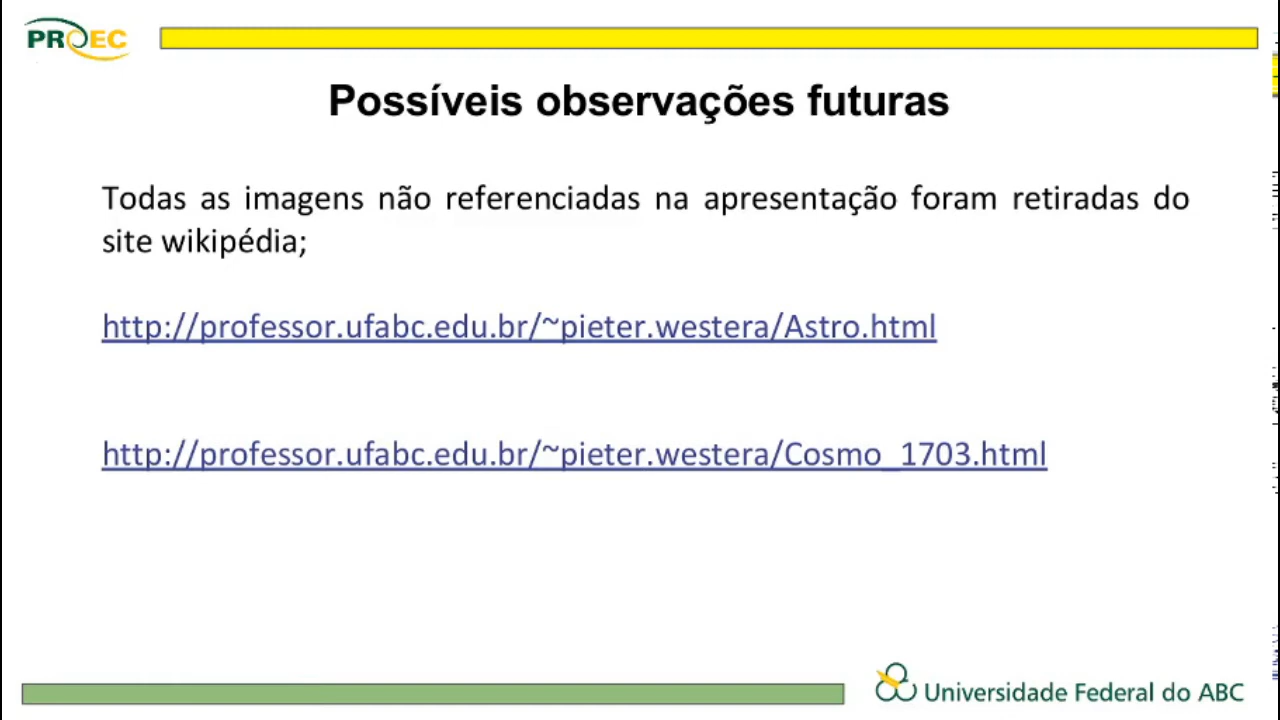 PROEC
Possíveis observações futuras
Todas as imagens não referenciadas na apresentação foram retiradas do
site wikipédia;
http://professor.ufabc.edu.br/~pieter.westera/Astro.html
http://professor.ufabc.edu.br/~pieter.westera/Cosmo_1703.html
Universidade Federal do ABC